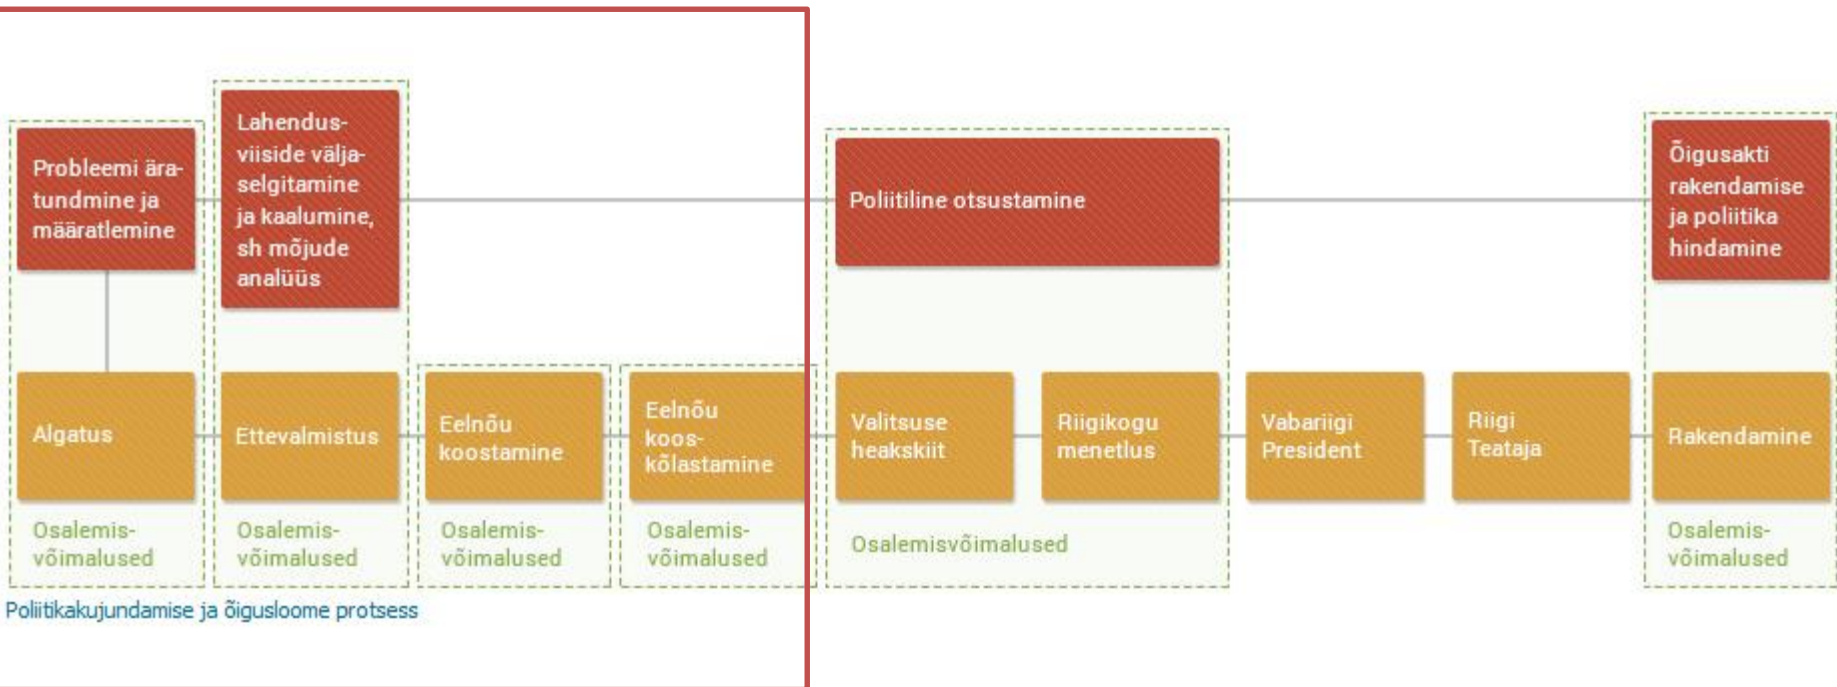 Probleemi ära-
tundmine ja
määratlemine
Lahendus-
viiside välja-
selgitamine
ja kaalumine,
sh mõjude
analüüs
Poliitiline otsustamine
Õigusakti
rakendamise
ja poliitika
hindamine
Algatus
Ettevalmistus
Eelnõu
koostamine
Eelnõu
koos-
kõlastamine
Valitsuse
heakskiit
Riigikogu
menetlus
Vabariigi
President
Riigi
Teataja
Rakendamine
Osalemis-
võimalused
Osalemis-
võimalused
Osalemis-
võimalused
Osalemis-
võimalused
Osalemisvõimalused
Osalemis-
võimalused
Poliitikakujundamise ja õigusloome protsess